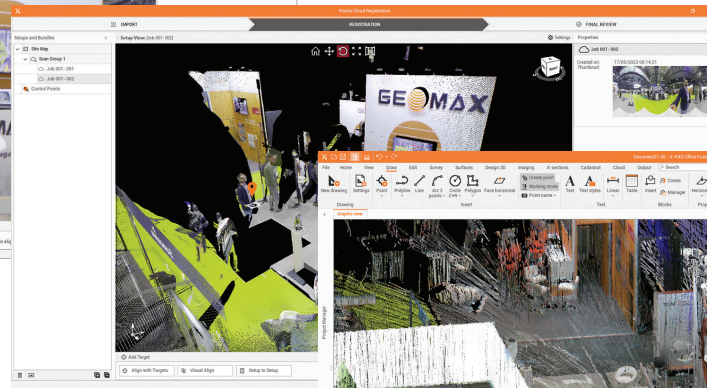 Points Cloud Registration
IMPORT
REGISTRATION
FINAL REVIEW
Setups and Bundles
Site Map
Scan Group 1
Job 001- 001
Job 001- 002
Control Points
Setup View (Job 001- 002)
Settings
Properties
Job 001- 002
Created on: 17/05/2023 09:14:21
Thumbnail
RIGHT
GEOMAX
Add Target
Align with Targets
Visual Align
Setup to Setup
File Home View Draw Edit Survey Surfaces Design 3D Imaging X-sections Cadastral Cloud Output Search
New drawing
Settings
Point
Polyline
Line
Arc 3 points
Circle C+R
Polygon
Face horizontal
Create point
Working mode
Point name
Text
Text styles
Linear
Table
Insert
Create
Manager
Drawing
Insert
Text
Blocks
Graphic view
Project Manager